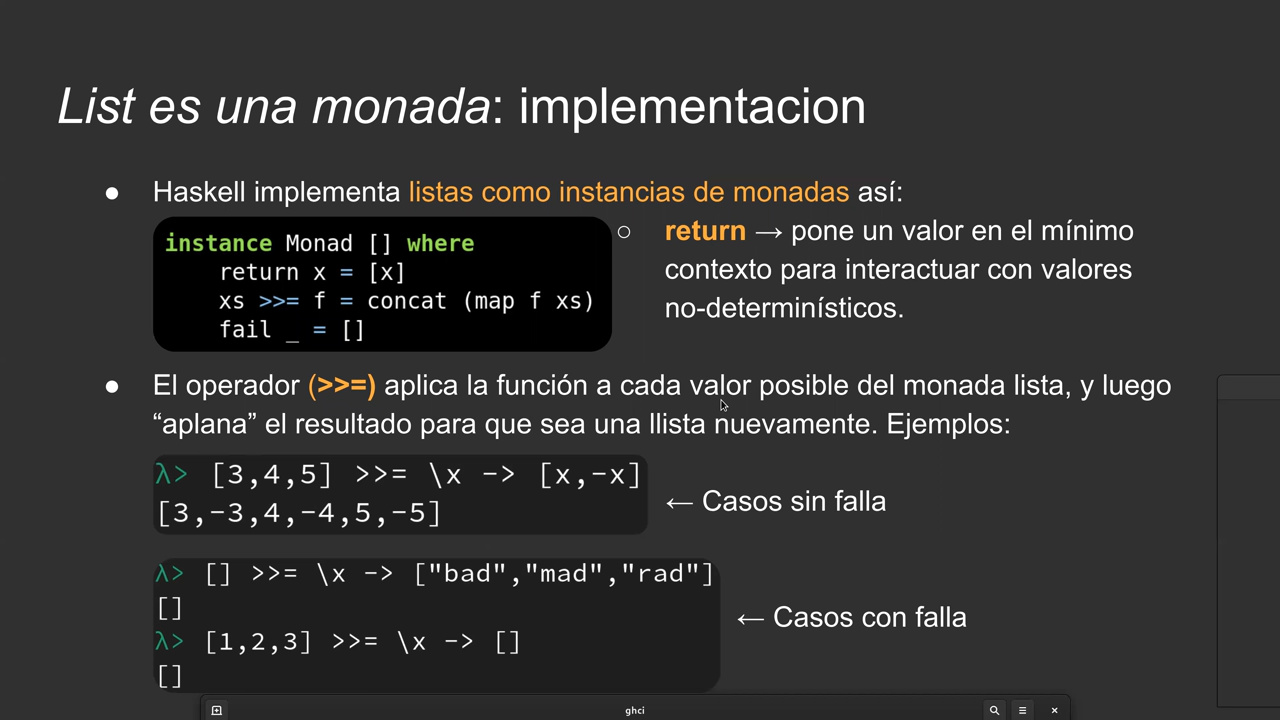 List es una monada: implementacion
● Haskell implementa listas como instancias de monadas así:
instance Monad [] where
return x = [x]
xs >>= f = concat (map f xs)
fail _ = []
○ return → pone un valor en el mínimo
contexto para interactuar con valores
no-determinísticos.
● El operador (>>=) aplica la función a cada valor posible del monada lista, y luego
“aplana” el resultado para que sea una llista nuevamente. Ejemplos:
λ> [3,4,5] >>= \x -> [x,-x]
[3,-3,4,-4,5,-5]
← Casos sin falla
λ> [] >>= \x -> ["bad","mad","rad"]
[]
λ> [1,2,3] >>= \x -> []
[]
← Casos con falla
ghci